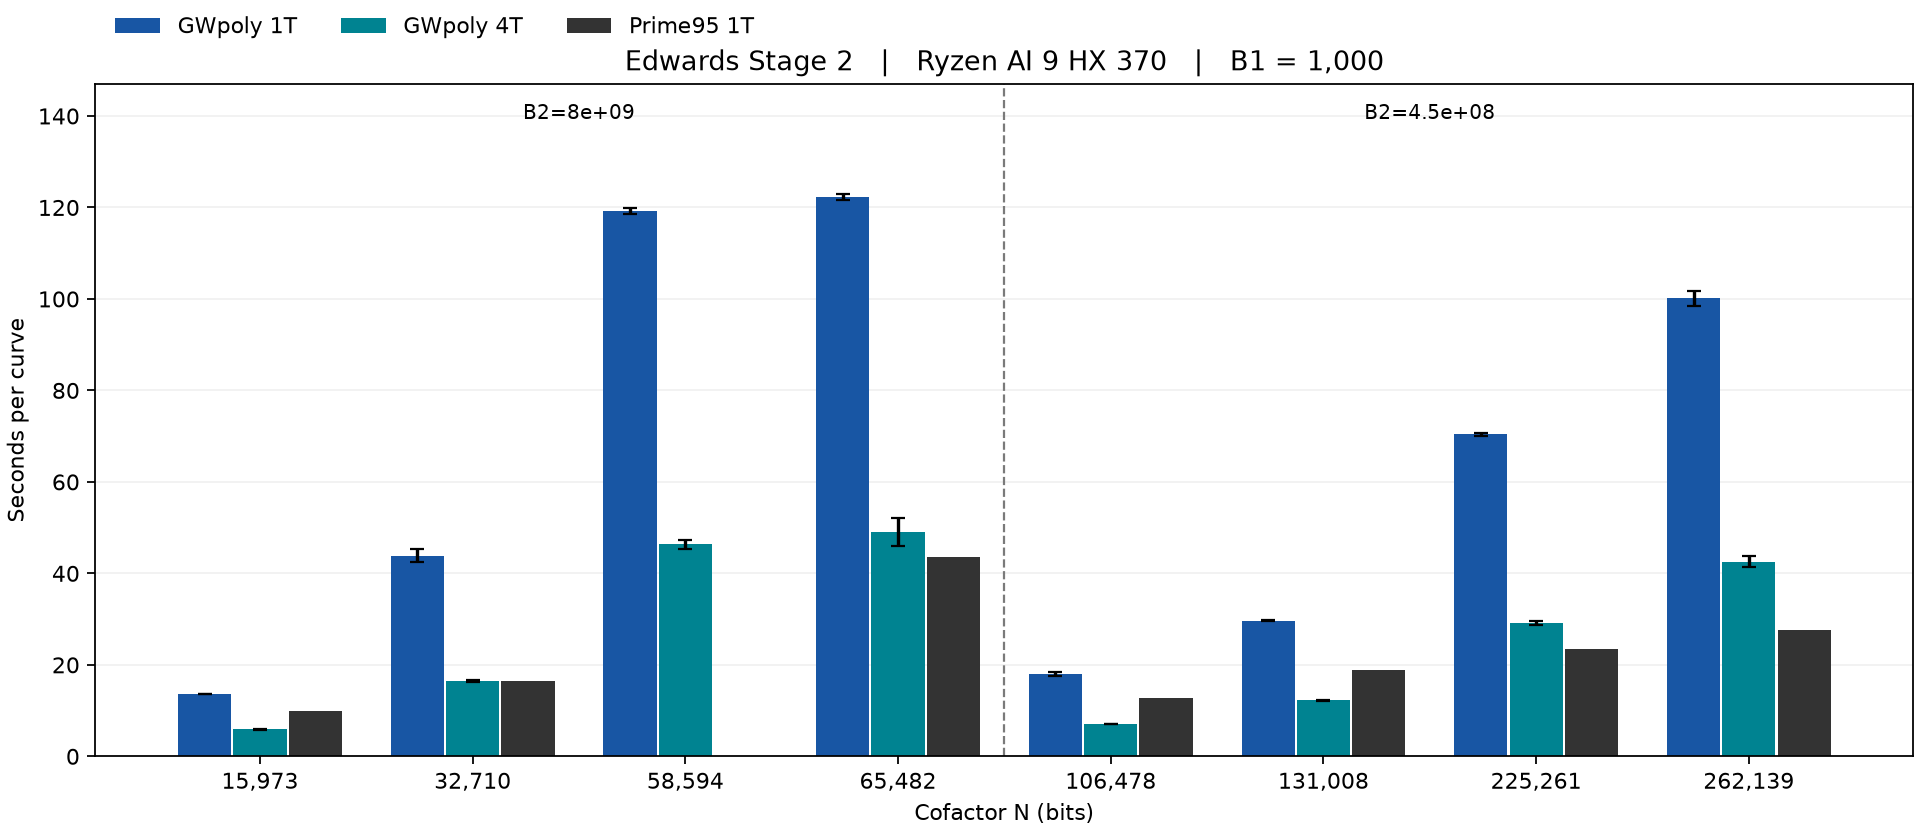 GWpoly 1T GWpoly 4T Prime95 1T
Edwards Stage 2 | Ryzen AI 9 HX 370 | B1 = 1,000
B2=8e+09 B2=4.5e+08
140
120
100
80
60
40
20
0
Seconds per curve
15,973 32,710 58,594 65,482 106,478 131,008 225,261 262,139
Cofactor N (bits)